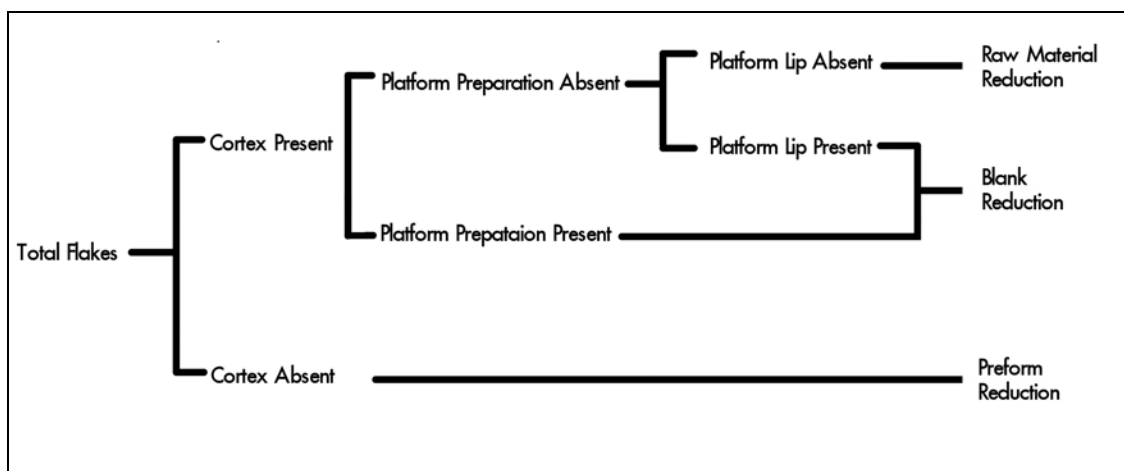 Platform Lip Absent
Raw Material
Reduction
Platform Preparation Absent
Cortex Present
Platform Lip Present
Blank
Reduction
Platform Prepataion Present
Total Flakes
Cortex Absent
Preform
Reduction